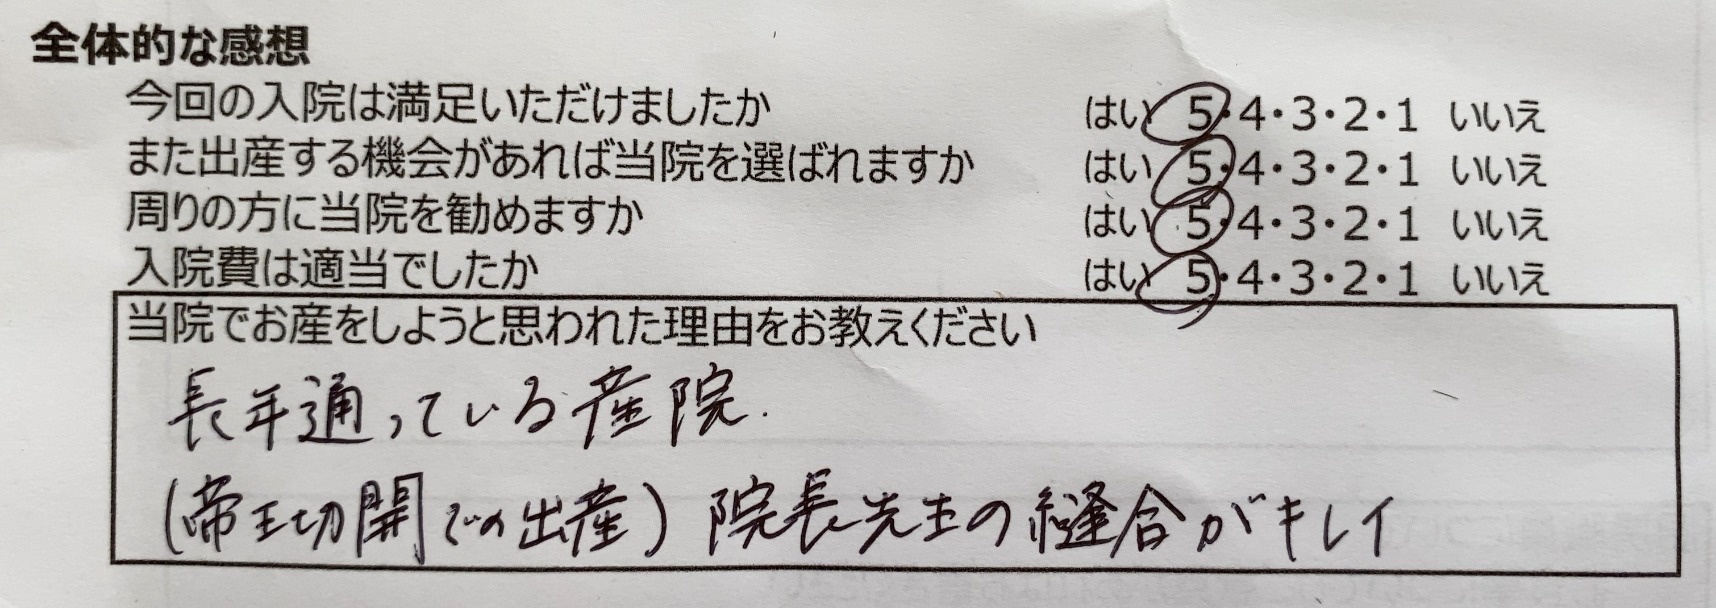 全体的な感想
今回の入院は満足いただけましたか はい 5・4・3・2・1 いいえ
また出産する機会があれば当院を選ばれますか はい 5・4・3・2・1 いいえ
周りの方に当院を勧めますか はい 5・4・3・2・1 いいえ
入院費は適当でしたか はい 5・4・3・2・1 いいえ
当院でお産をしようと思われた理由をお教えください
長年通っている産院.
(帝王切開での出産) 院長先生の縫合がキレイ